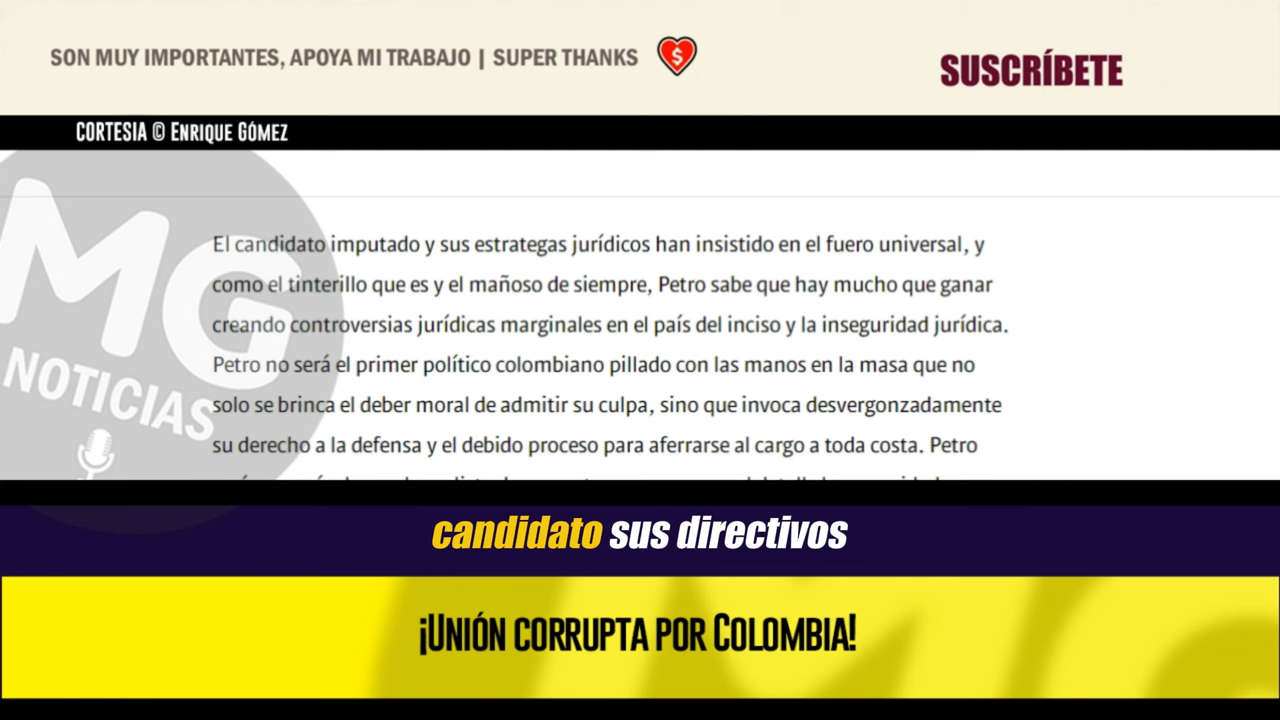 SON MUY IMPORTANTES, APOYA MI TRABAJO | SUPER THANKS
SUSCRÍBETE
CORTESIA © ENRIQUE GÓMEZ
MG
NOTICIAS
El candidato imputado y sus estrategas jurídicos han insistido en el fuero universal, y
como el tinterillo que es y el mañoso de siempre, Petro sabe que hay mucho que ganar
creando controversias jurídicas marginales en el país del inciso y la inseguridad jurídica.
Petro no será el primer político colombiano pillado con las manos en la masa que no
solo se brinca el deber moral de admitir su culpa, sino que invoca desvergonzadamente
su derecho a la defensa y el debido proceso para aferrarse al cargo a toda costa. Petro
candidato sus directivos
¡UNIÓN CORRUPTA POR COLOMBIA!